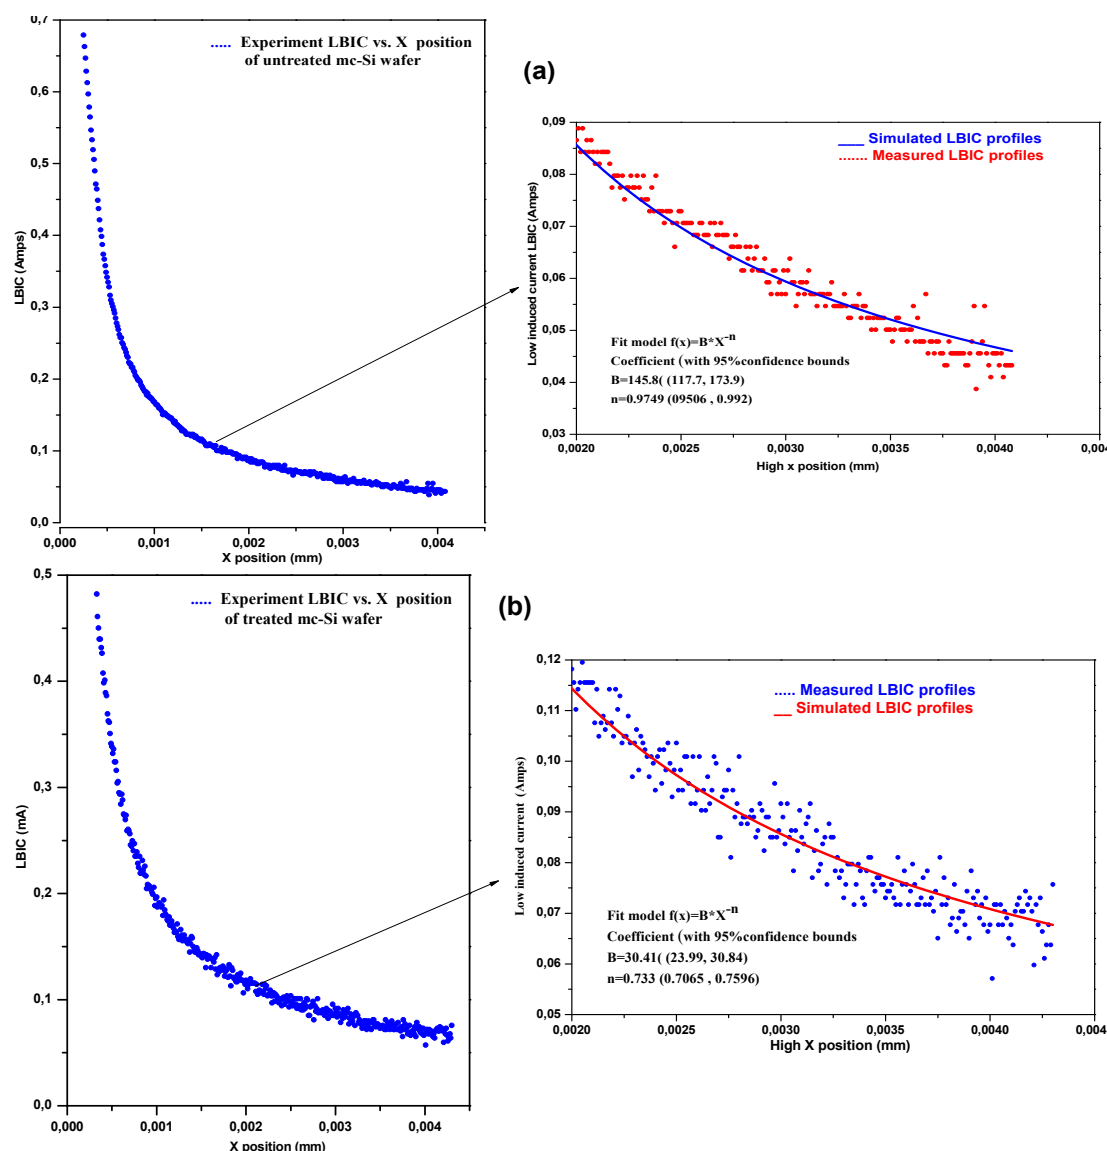 0,7
0,6
0,5
0,4
0,3
0,2
0,1
0,0
LBIC (Amps)
..... Experiment LBIC vs. X position
of untreated mc-Si wafer
0,000 0,001 0,002 0,003 0,004
X position (mm)
(a)
0,09
0,08
0,07
0,06
0,05
0,04
0,03
Low induced current LBIC (Amps)
___ Simulated LBIC profiles
....... Measured LBIC profiles
Fit model f(x)=B*X-n
Coefficient (with 95%confidence bounds
B=145.8( (117.7, 173.9)
n=0.9749 (09506 , 0.992)
0,0020 0,0025 0,0030 0,0035 0,0040 0,004
High x position (mm)
0,5
0,4
0,3
0,2
0,1
0,0
LBIC (mA)
..... Experiment LBIC vs. X position
of treated mc-Si wafer
0,000 0,001 0,002 0,003 0,004
X position (mm)
(b)
0,12
0,11
0,10
0,09
0,08
0,07
0,06
0,05
Low induced current (Amps)
..... Measured LBIC profiles
__ Simulated LBIC profiles
Fit model f(x)=B*X-n
Coefficient (with 95%confidence bounds
B=30.41( (23.99, 30.84)
n=0.733 (0.7065 , 0.7596)
0,0020 0,0025 0,0030 0,0035 0,0040
High X position (mm)